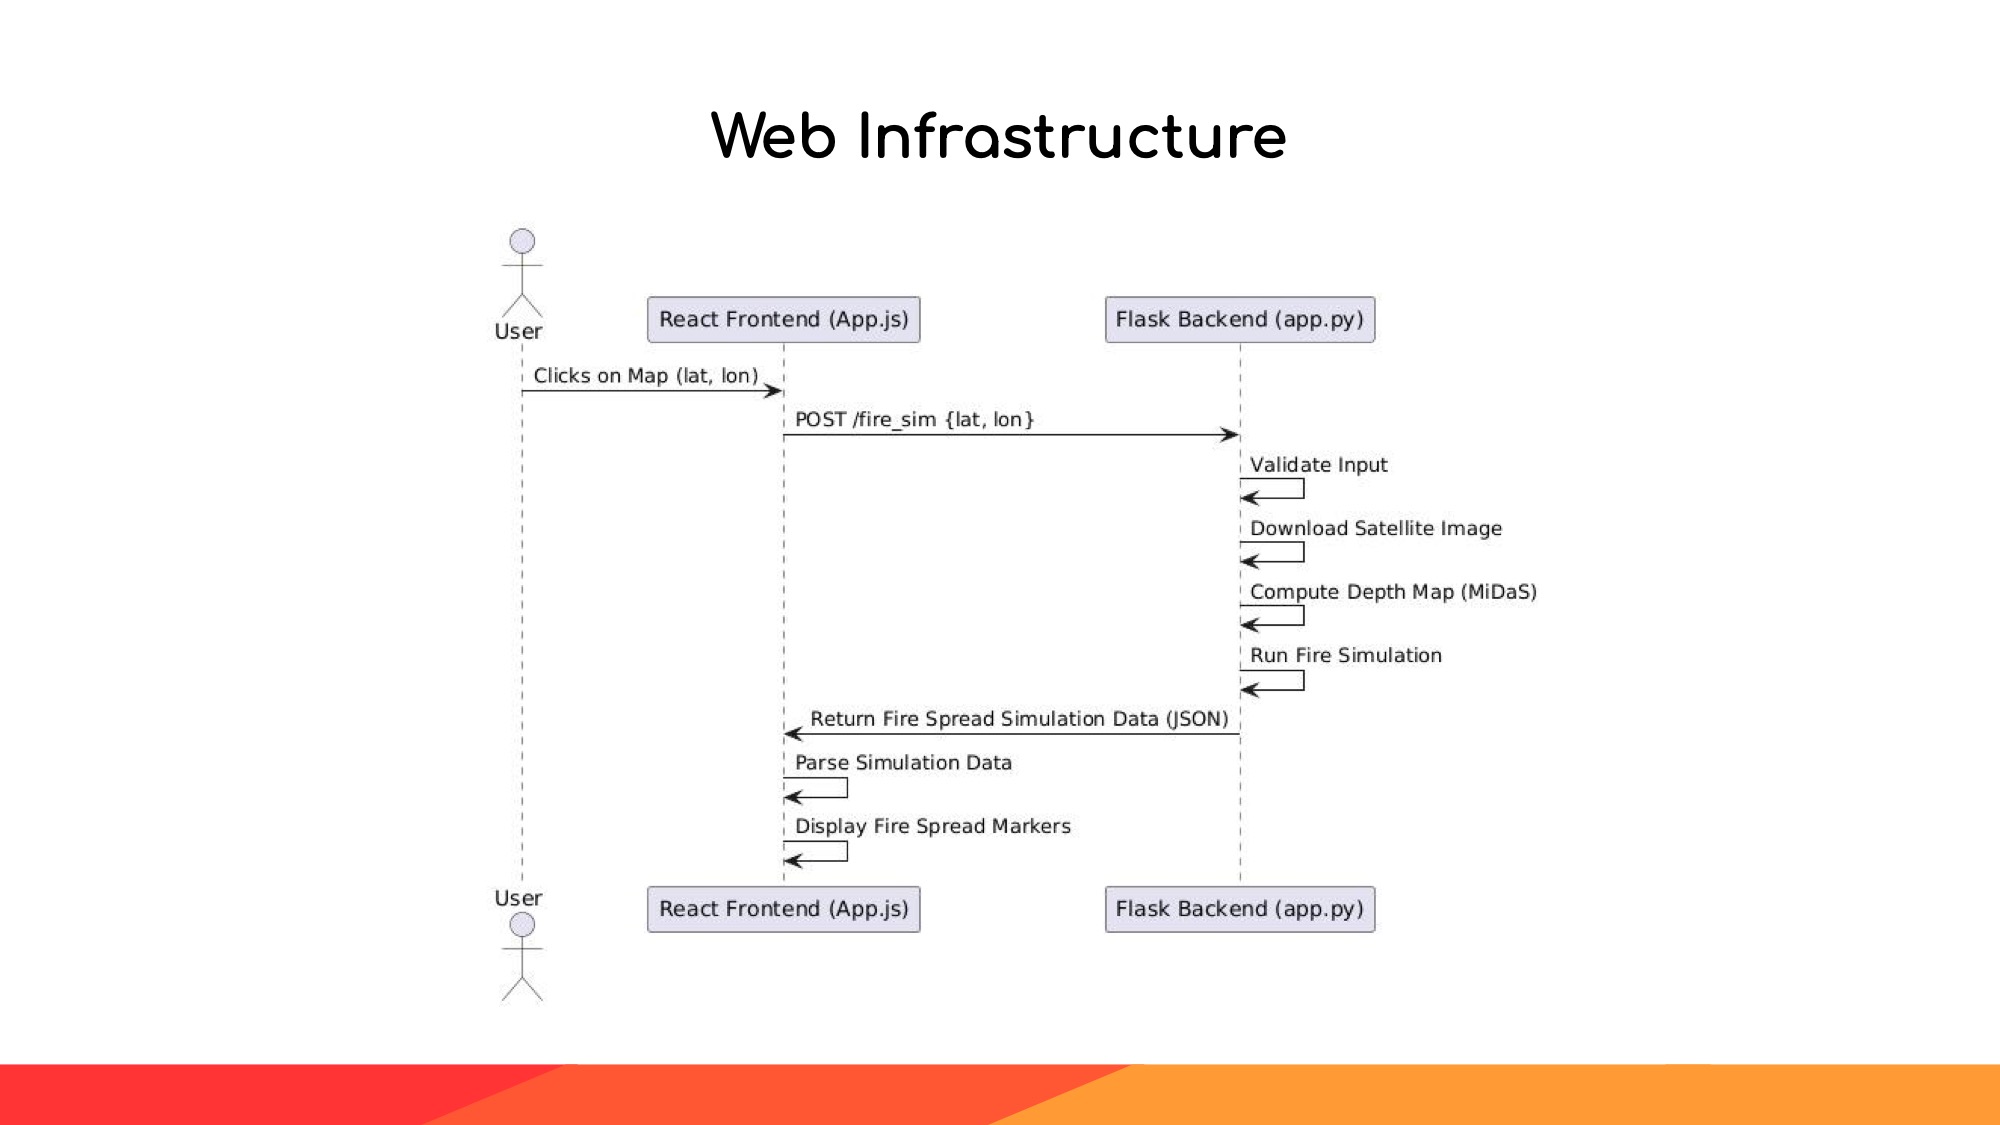 Web Infrastructure
User
React Frontend (App.js)
Flask Backend (app.py)
Clicks on Map (lat, lon)
POST /fire_sim {lat, lon}
Validate Input
Download Satellite Image
Compute Depth Map (MiDaS)
Run Fire Simulation
Return Fire Spread Simulation Data (JSON)
Parse Simulation Data
Display Fire Spread Markers
User
React Frontend (App.js)
Flask Backend (app.py)